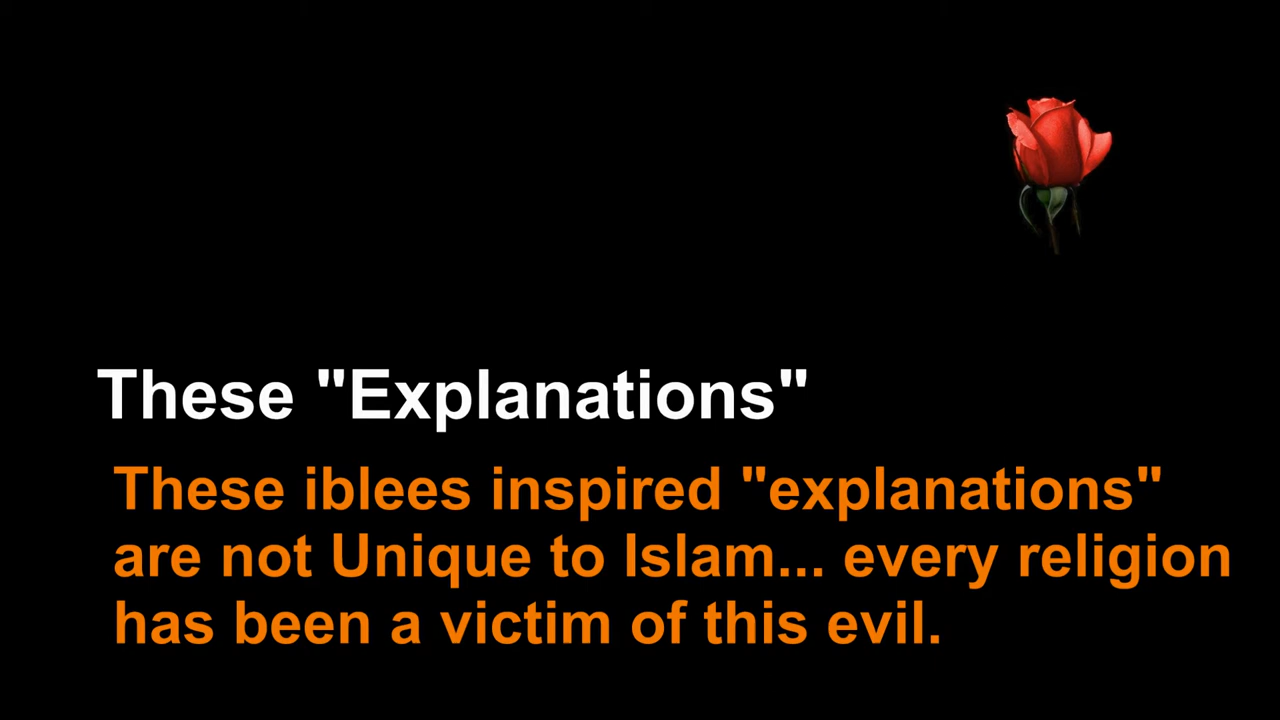 These "Explanations"
These iblees inspired "explanations"
are not Unique to Islam... every religion
has been a victim of this evil.